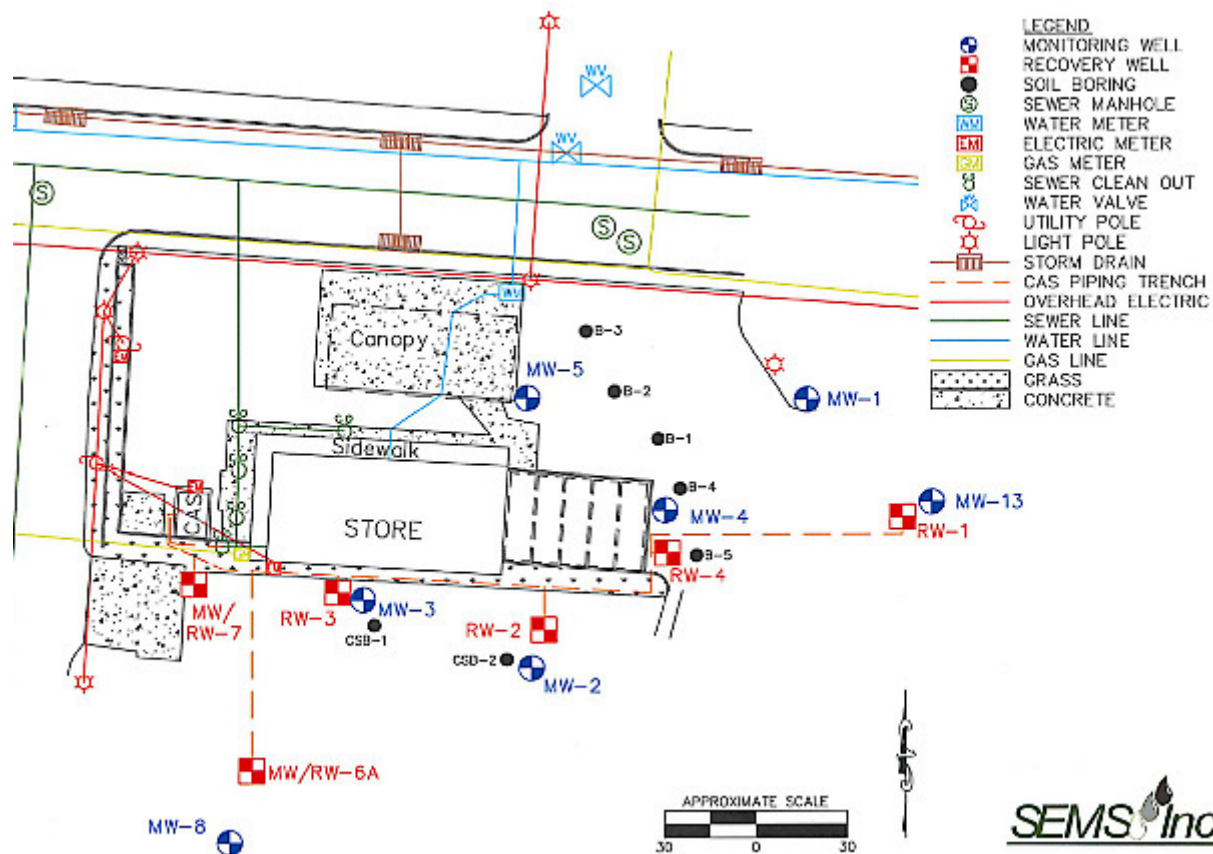 LEGEND
MONITORING WELL
RECOVERY WELL
SOIL BORING
SEWER MANHOLE
WATER METER
ELECTRIC METER
GAS METER
SEWER CLEAN OUT
WATER VALVE
UTILITY POLE
LIGHT POLE
STORM DRAIN
CAS PIPING TRENCH
OVERHEAD ELECTRIC
SEWER LINE
WATER LINE
GAS LINE
GRASS
CONCRETE
S
WM
EM
GM
WV
WV
S
S
S
WM
Canopy
B-3
MW-5
B-2
MW-1
B-1
Sidewalk
B-4
EM
CAS
STORE
MW-4
MW-13
RW-1
GM
B-5
RW-4
MW/
RW-7
RW-3
MW-3
CSB-1
RW-2
CSB-2
MW-2
MW/RW-6A
MW-8
APPROXIMATE SCALE
30 0 30
SEMS Inc